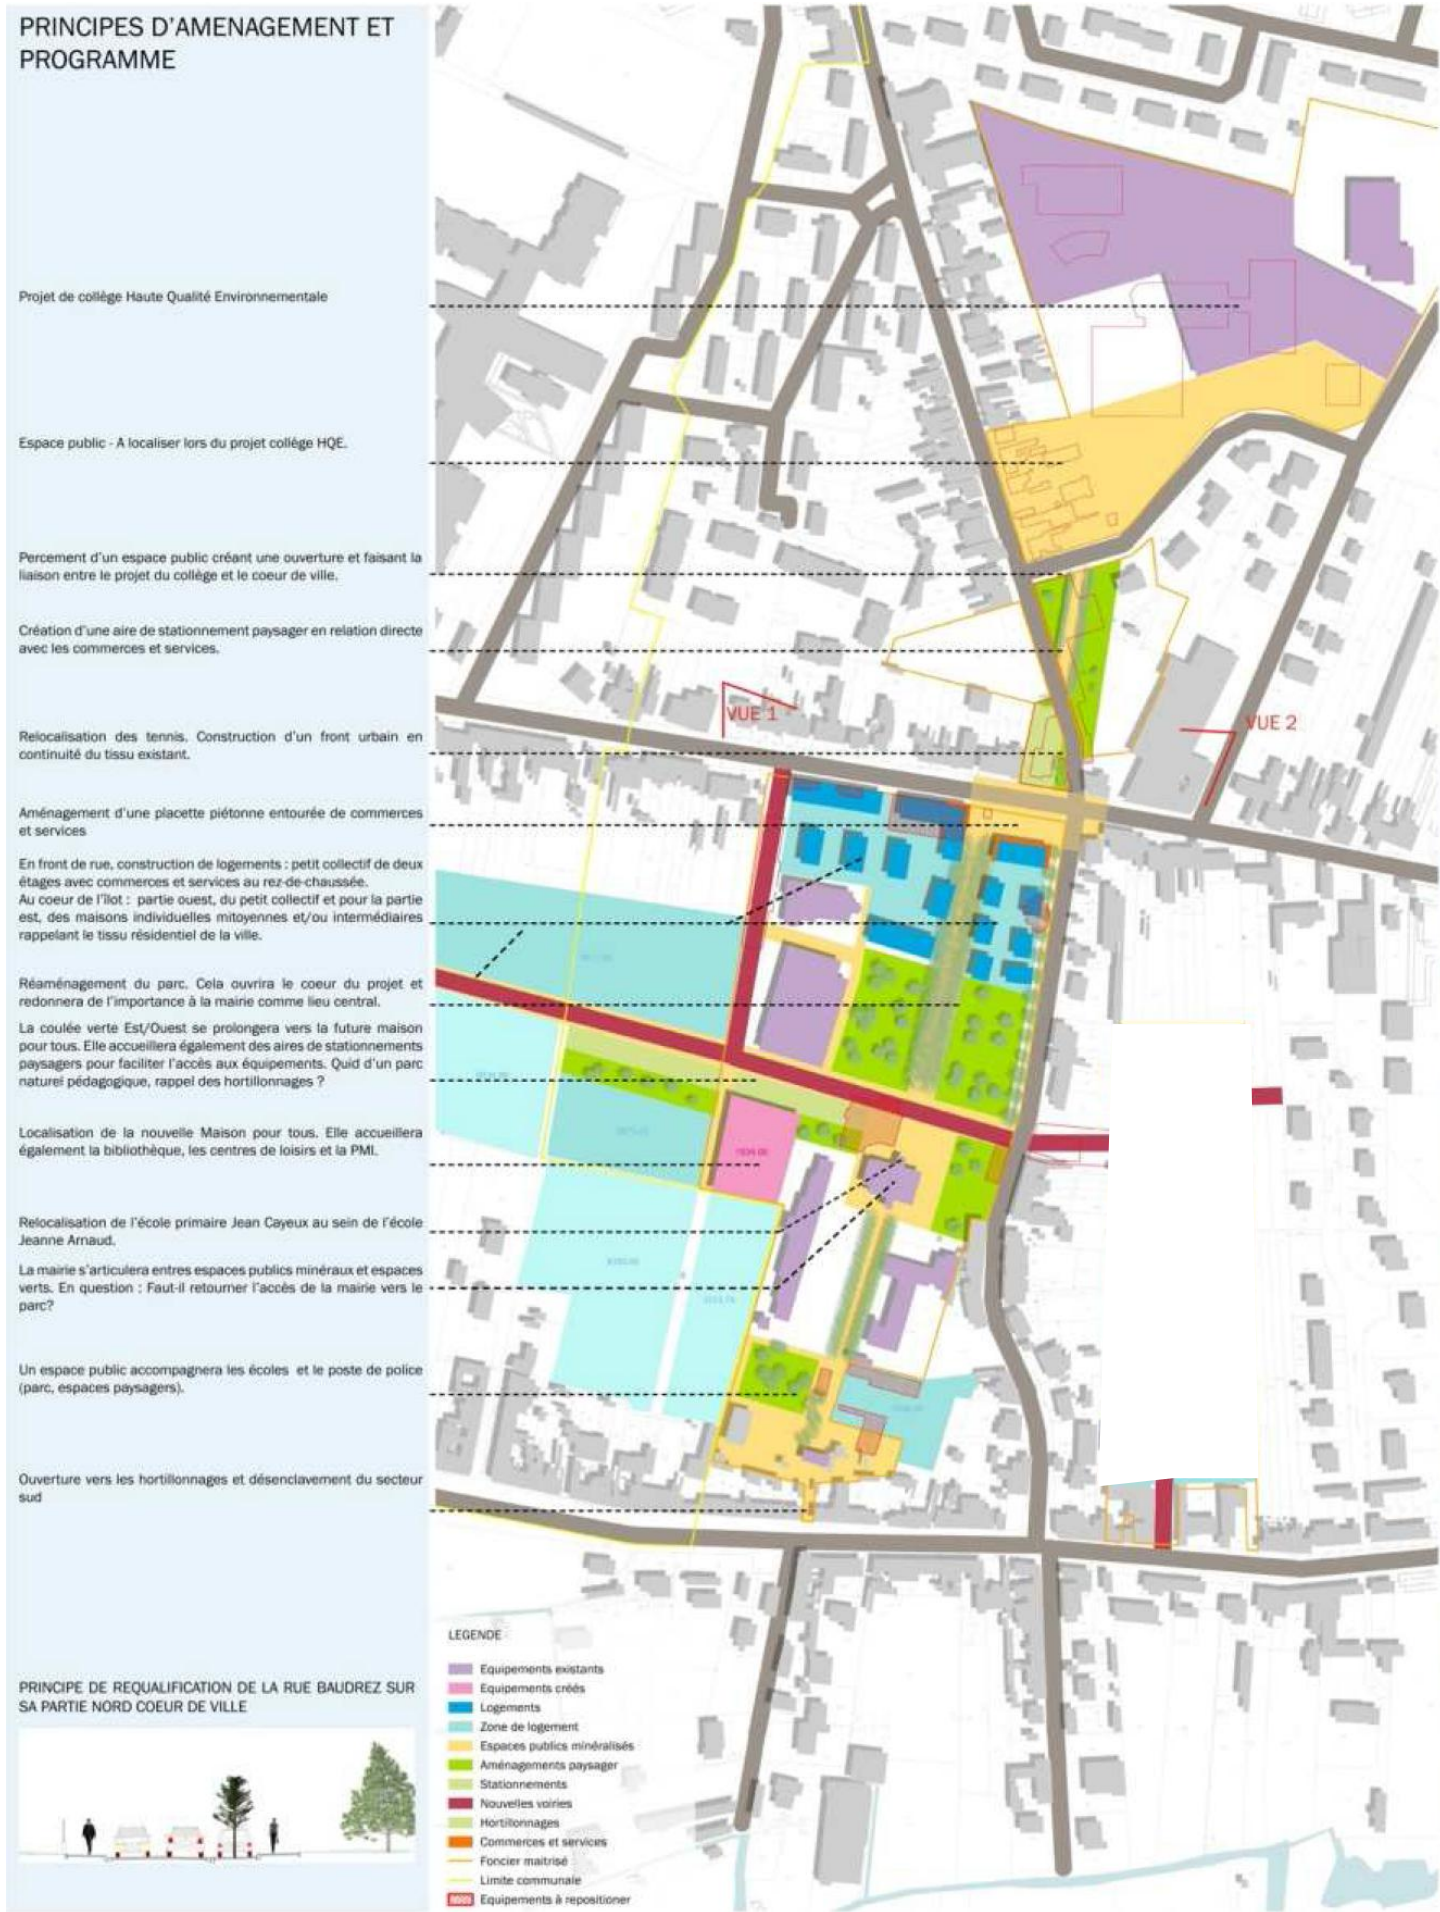 PRINCIPES D'AMENAGEMENT ET
PROGRAMME
Projet de collège Haute Qualité Environnementale
Espace public - A localiser lors du projet collège HQE.
Percement d'un espace public créant une ouverture et faisant la
liaison entre le projet du collège et le coeur de ville.
Création d'une aire de stationnement paysager en relation directe
avec les commerces et services.
Relocalisation des tennis. Construction d'un front urbain en
continuité du tissu existant.
Aménagement d'une placette piétonne entourée de commerces
et services
En front de rue, construction de logements : petit collectif de deux
étages avec commerces et services au rez-de-chaussée.
Au coeur de l'îlot : partie ouest, du petit collectif et pour la partie
est, des maisons individuelles mitoyennes et/ou intermédiaires
rappelant le tissu résidentiel de la ville.
Réaménagement du parc. Cela ouvrira le coeur du projet et
redonnera de l'importance à la mairie comme lieu central.
La coulée verte Est/Ouest se prolongera vers la future maison
pour tous. Elle accueillera également des aires de stationnements
paysagers pour faciliter l'accès aux équipements. Quid d'un parc
naturel pédagogique, rappel des hortillonnages ?
Localisation de la nouvelle Maison pour tous. Elle accueillera
également la bibliothèque, les centres de loisirs et la PMI.
Relocalisation de l'école primaire Jean Cayeux au sein de l'école
Jeanne Arnaud.
La mairie s'articulera entres espaces publics minéraux et espaces
verts. En question : Faut-il retourner l'accès de la mairie vers le
parc?
Un espace public accompagnera les écoles et le poste de police
(parc, espaces paysagers).
Ouverture vers les hortillonnages et désenclavement du secteur
sud
PRINCIPE DE REQUALIFICATION DE LA RUE BAUDREZ SUR
SA PARTIE NORD COEUR DE VILLE
VUE 1
VUE 2
LEGENDE
Equipements existants
Equipements créés
Logements
Zone de logement
Espaces publics minéralisés
Aménagements paysager
Stationnements
Nouvelles voiries
Hortillonnages
Commerces et services
Foncier maitrisé
Limite communale
Equipements à repositionner